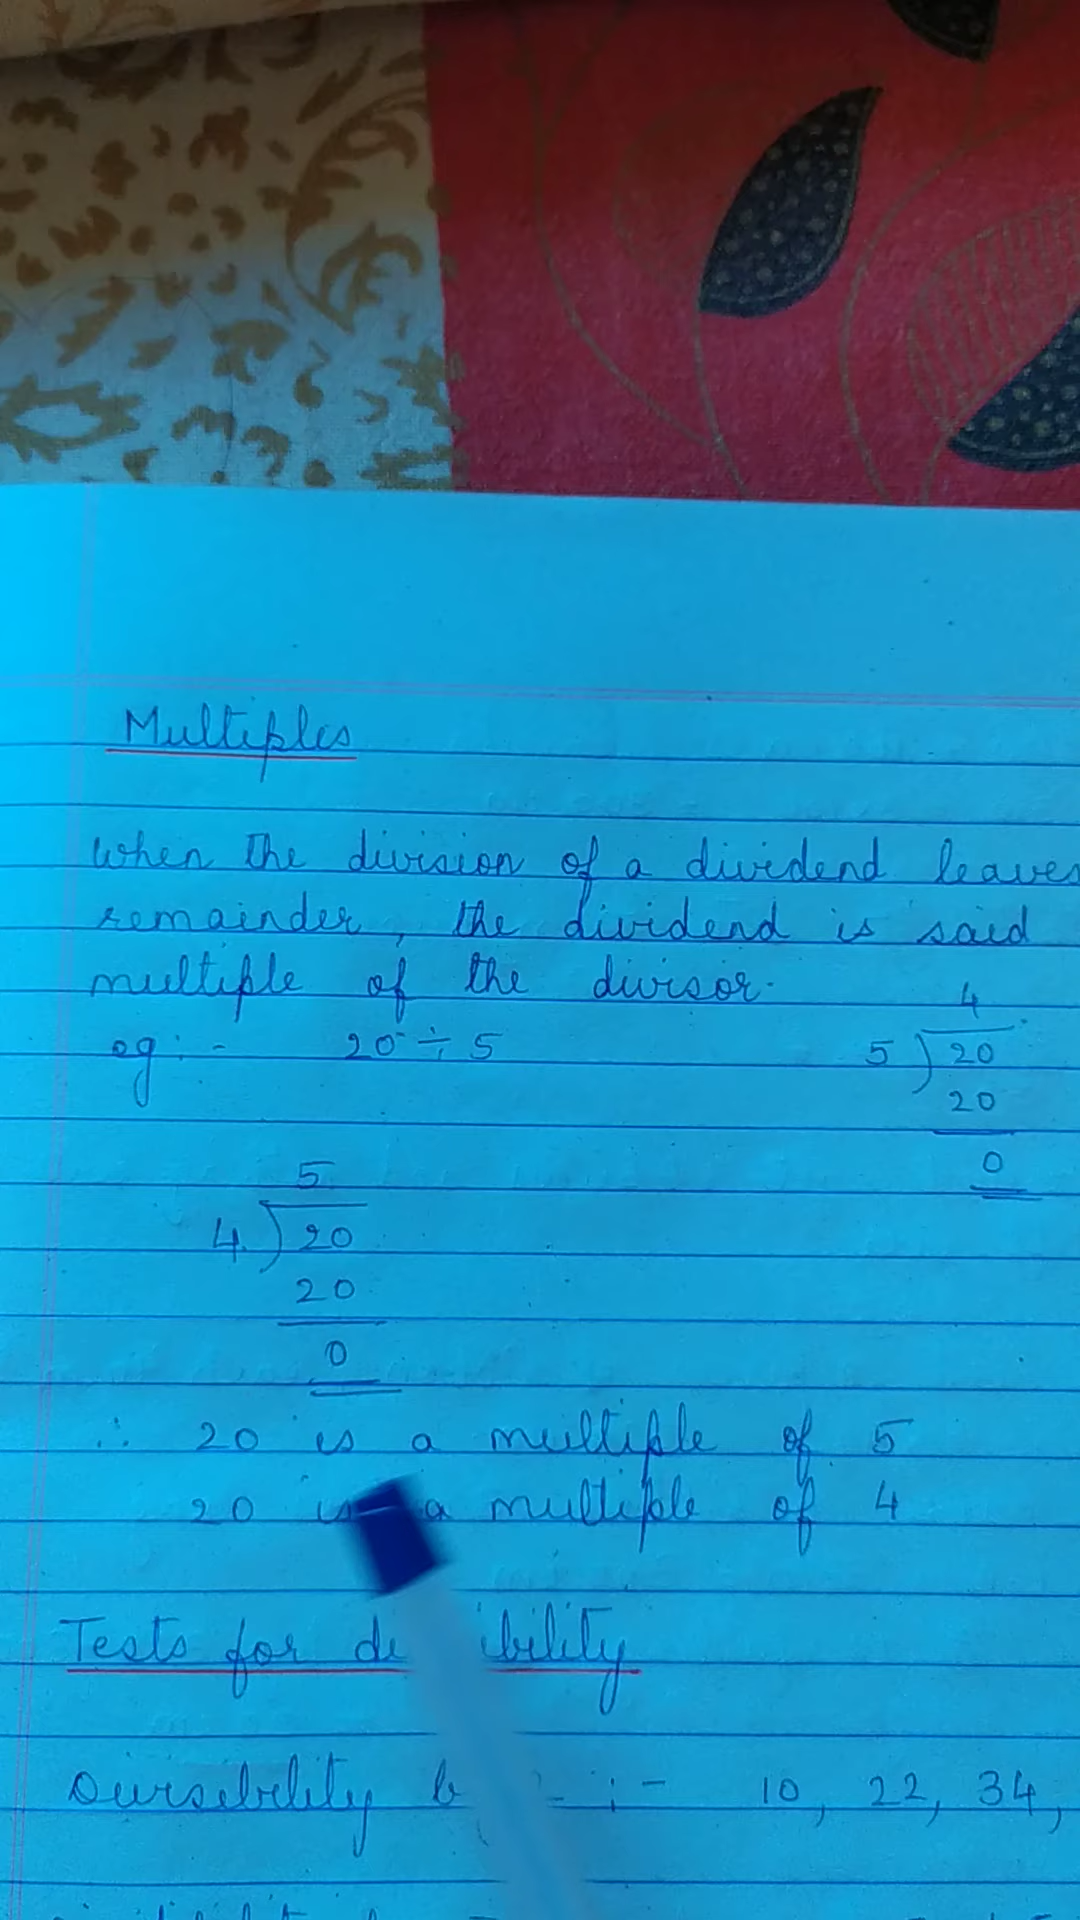 Multiples
When the division of a dividend leaves
remainder, the dividend is said
multiple of the divisor.
eg :- 20 ÷ 5
4
5 ) 20
20
0
5
4 ) 20
20
0
∴ 20 is a multiple of 5
20 is a multiple of 4
Tests for
Divisibility :- 10, 22, 34,